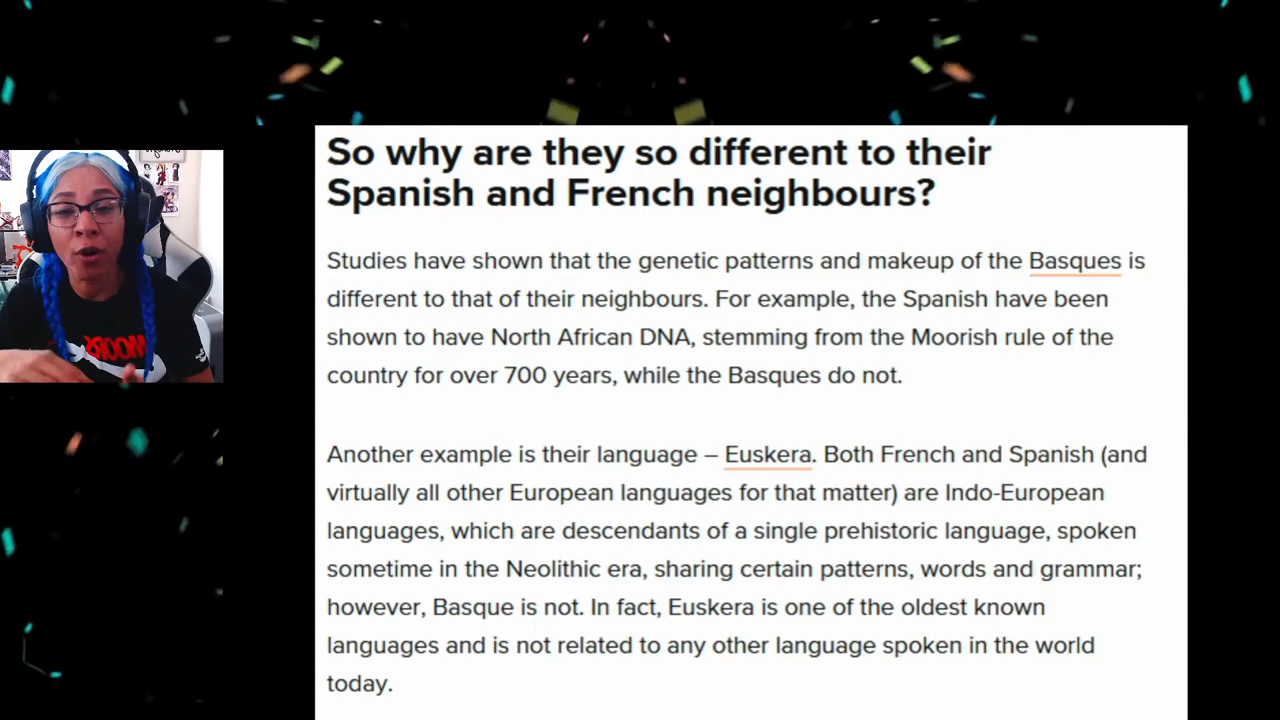 So why are they so different to their
Spanish and French neighbours?
Studies have shown that the genetic patterns and makeup of the Basques is
different to that of their neighbours. For example, the Spanish have been
shown to have North African DNA, stemming from the Moorish rule of the
country for over 700 years, while the Basques do not.
Another example is their language – Euskera. Both French and Spanish (and
virtually all other European languages for that matter) are Indo-European
languages, which are descendants of a single prehistoric language, spoken
sometime in the Neolithic era, sharing certain patterns, words and grammar;
however, Basque is not. In fact, Euskera is one of the oldest known
languages and is not related to any other language spoken in the world
today.